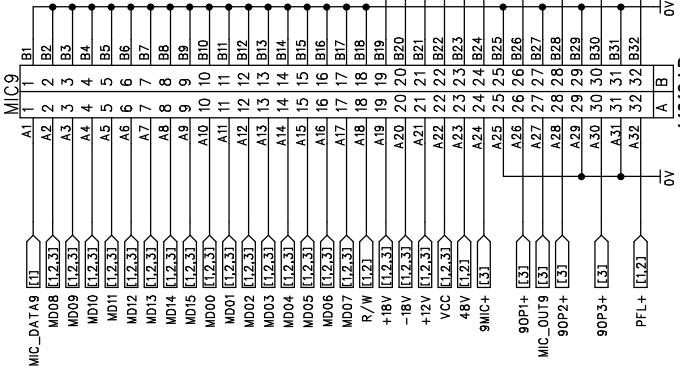 B1 B2 B3 B4 B5 B6 B7 B8 B9 B10 B11 B12 B13 B14 B15 B16 B17 B18 B19 B20 B21 B22 B23 B24 B25 B26 B27 B28 B29 B30 B31 B32
0V
MIC9
1 2 3 4 5 6 7 8 9 10 11 12 13 14 15 16 17 18 19 20 21 22 23 24 25 26 27 28 29 30 31 32 B
1 2 3 4 5 6 7 8 9 10 11 12 13 14 15 16 17 18 19 20 21 22 23 24 25 26 27 28 29 30 31 32 A
A1 A2 A3 A4 A5 A6 A7 A8 A9 A10 A11 A12 A13 A14 A15 A16 A17 A18 A19 A20 A21 A22 A23 A24 A25 A26 A27 A28 A29 A30 A31 A32
0V
MIC_DATA9 [1]
MD08 [1,2,3]
MD09 [1,2,3]
MD10 [1,2,3]
MD11 [1,2,3]
MD12 [1,2,3]
MD13 [1,2,3]
MD14 [1,2,3]
MD15 [1,2,3]
MD00 [1,2,3]
MD01 [1,2,3]
MD02 [1,2,3]
MD03 [1,2,3]
MD04 [1,2,3]
MD05 [1,2,3]
MD06 [1,2,3]
MD07 [1,2,3]
R/W [1,2]
+18V [1,2,3]
-18V [1,2,3]
+12V [1,2,3]
VCC [1,2,3]
48V [1,2]
9MIC+ [3]
9OP1+ [3]
MIC_OUT9 [3]
9OP2+ [3]
9OP3+ [3]
PFL+ [1,2]